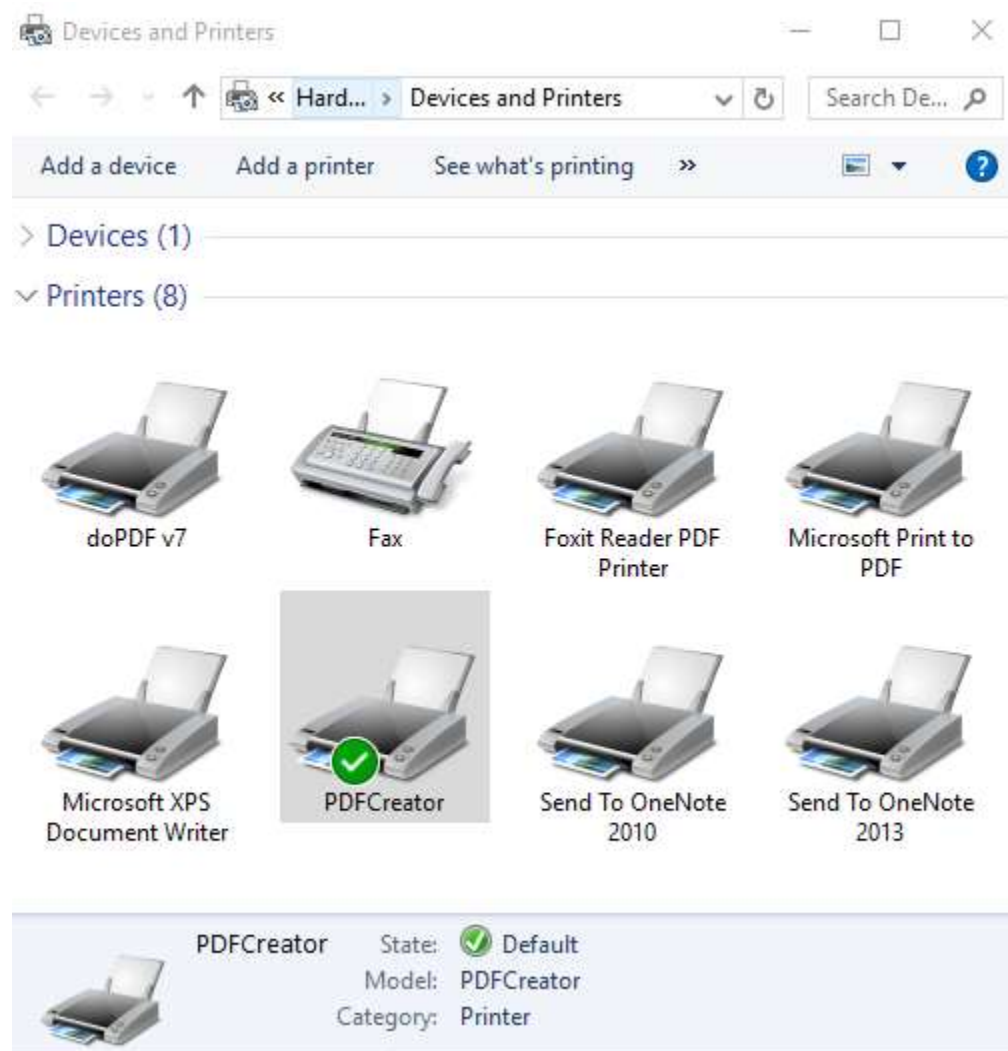 Devices and Printers
« Hard... > Devices and Printers
Search De...
Add a device Add a printer See what's printing »
?
> Devices (1)
Printers (8)
doPDF v7
Fax
Foxit Reader PDF
Printer
Microsoft Print to
PDF
Microsoft XPS
Document Writer
PDFCreator
Send To OneNote
2010
Send To OneNote
2013
PDFCreator State: Default
Model: PDFCreator
Category: Printer